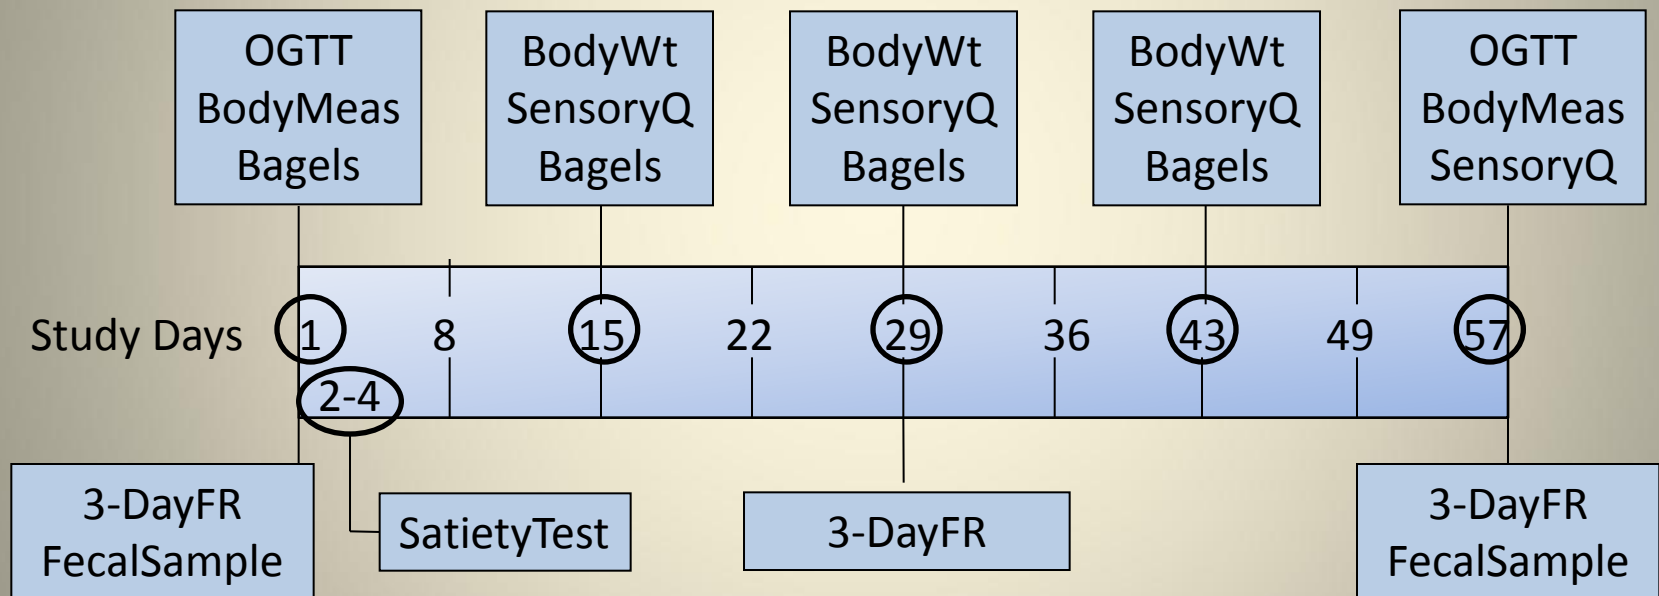 OGTT
BodyMeas
Bagels
BodyWt
SensoryQ
Bagels
BodyWt
SensoryQ
Bagels
BodyWt
SensoryQ
Bagels
OGTT
BodyMeas
SensoryQ
Study Days 1 8 15 22 29 36 43 49 57
2-4
3-DayFR
FecalSample
SatietyTest
3-DayFR
3-DayFR
FecalSample